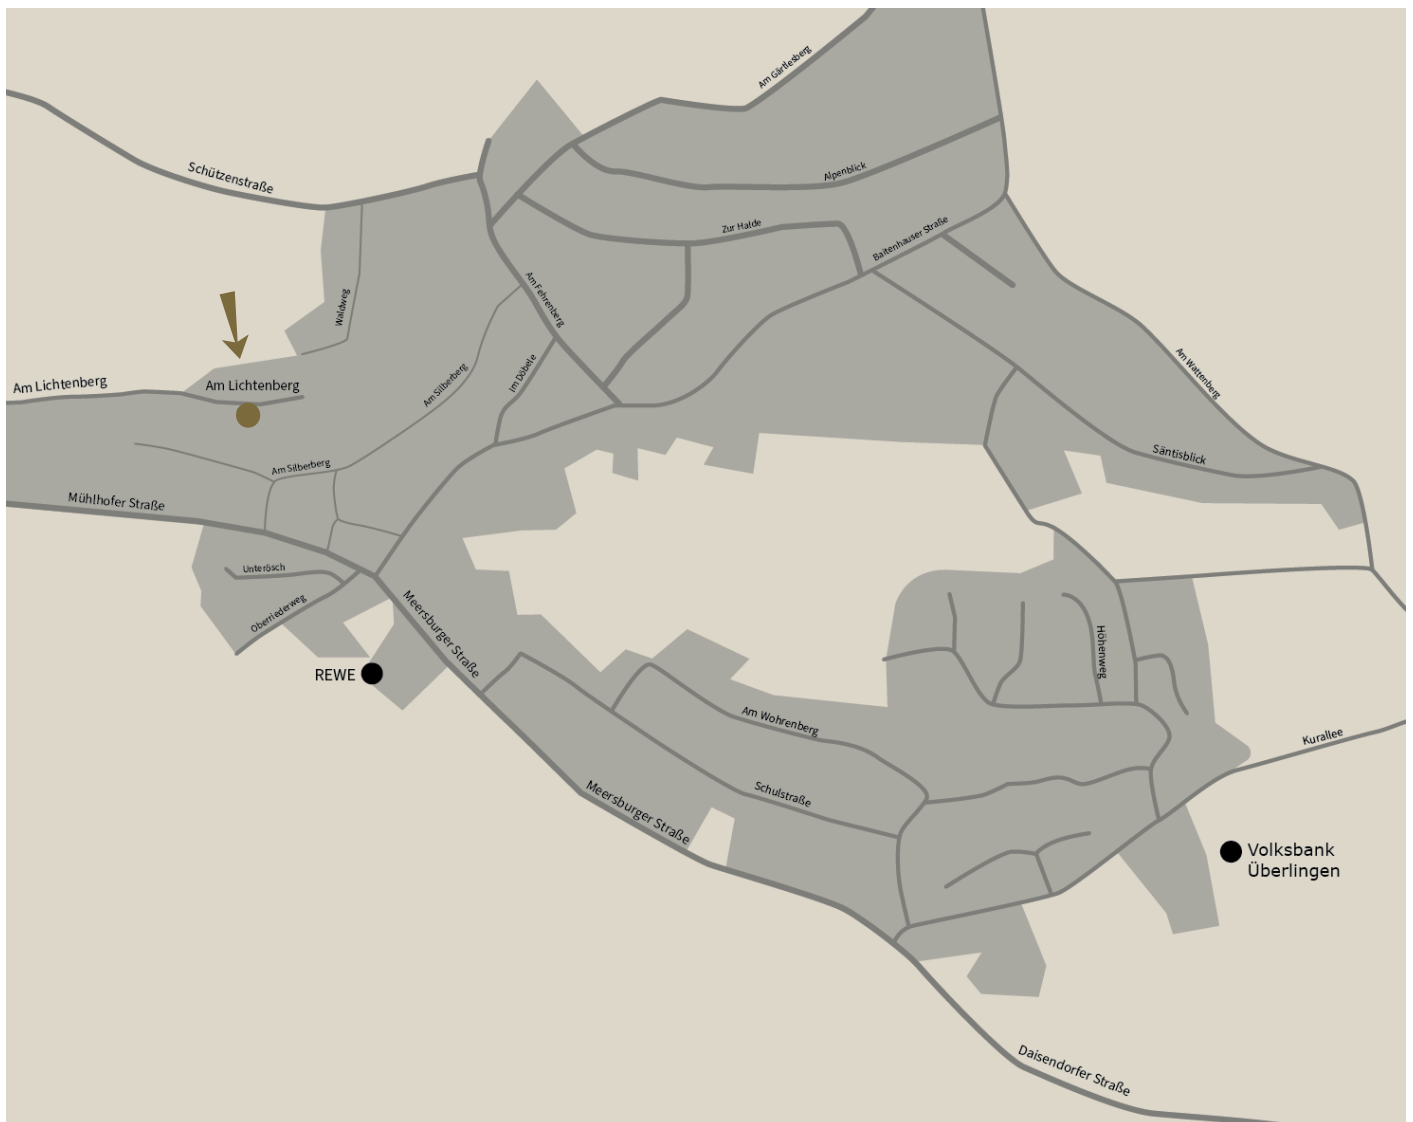 Am Gärtlesberg
Schützenstraße
Alpenblick
Zur Halde
Baitenhauser Straße
Waldweg
Am Fehrenberg
Am Wattenberg
Im Döbele
Am Silberberg
Am Lichtenberg
Am Lichtenberg
Am Silberberg
Säntisblick
Mühlhofer Straße
Unterösch
Oberriederweg
Meersburger Straße
Höhenweg
REWE
Am Wohrenberg
Kurallee
Schulstraße
Meersburger Straße
Volksbank
Überlingen
Daisendorfer Straße